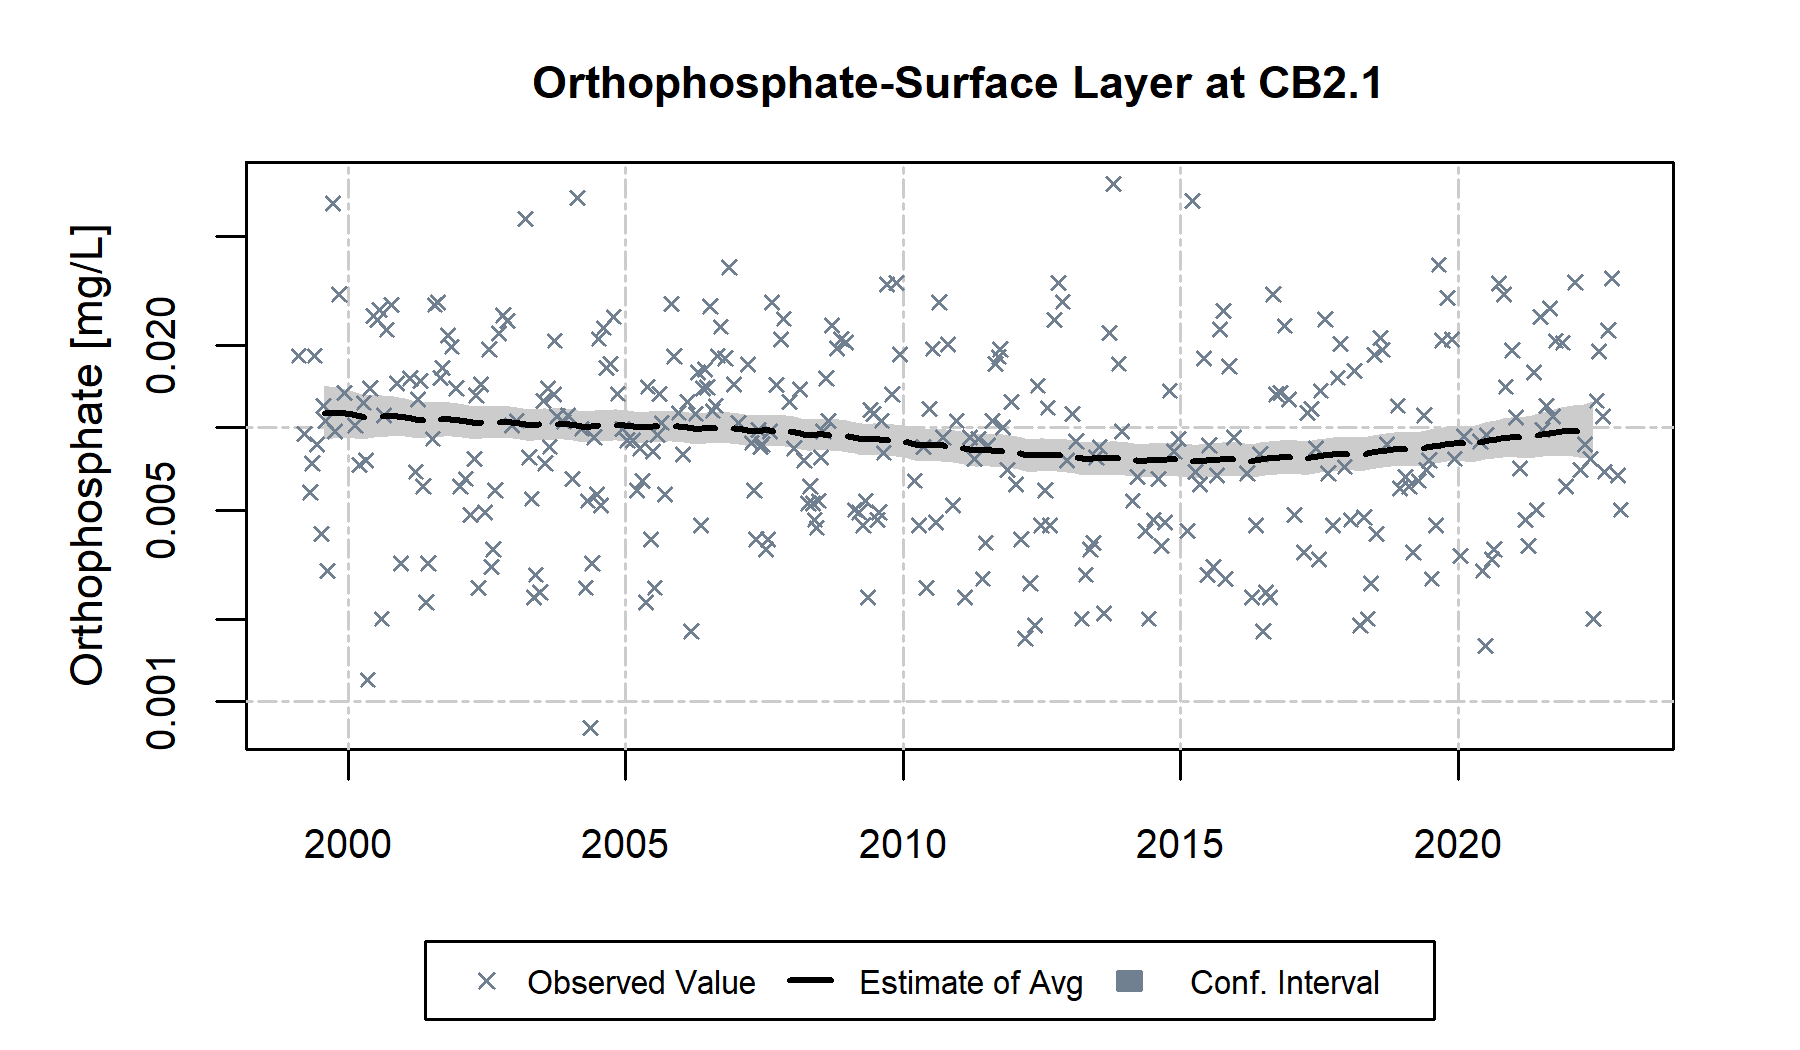 Orthophosphate-Surface Layer at CB2.1
Orthophosphate [mg/L]
0.020
0.005
0.001
2000 2005 2010 2015 2020
Observed Value Estimate of Avg Conf. Interval